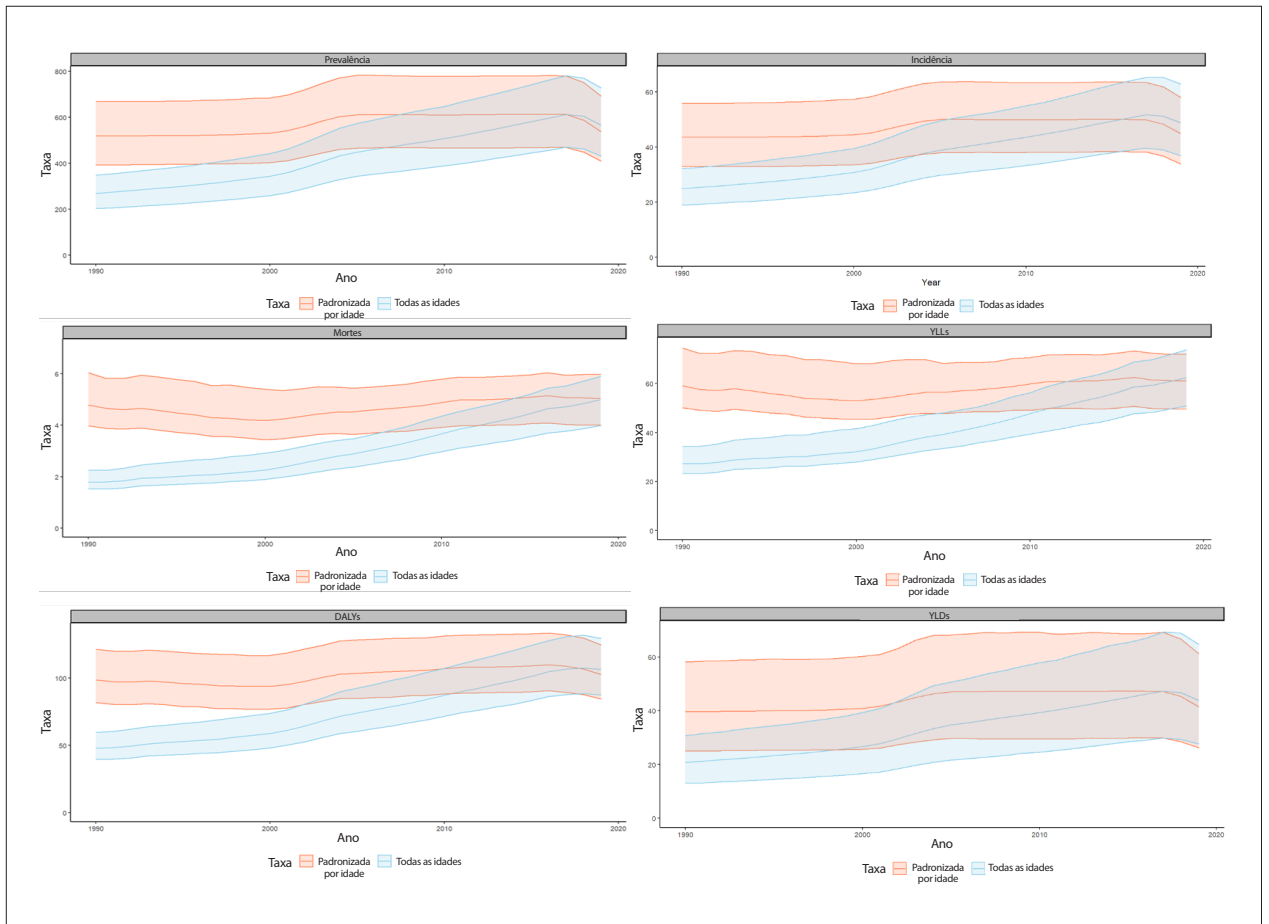 Prevalência
800
600
400
200
0
Taxa
1990
2000
2010
2020
Ano
Taxa Padronizada por idade Todas as idades
Incidência
60
40
20
0
Taxa
1990
2000
2010
2020
Year
Taxa Padronizada por idade Todas as idades
Mortes
6
4
2
0
Taxa
1990
2000
2010
2020
Ano
Taxa Padronizada por idade Todas as idades
YLLs
60
40
20
0
Taxa
1990
2000
2010
2020
Ano
Taxa Padronizada por idade Todas as idades
DALYs
100
50
0
Taxa
1990
2000
2010
2020
Ano
Taxa Padronizada por idade Todas as idades
YLDs
60
40
20
0
Taxa
1990
2000
2010
2020
Ano
Taxa Padronizada por idade Todas as idades